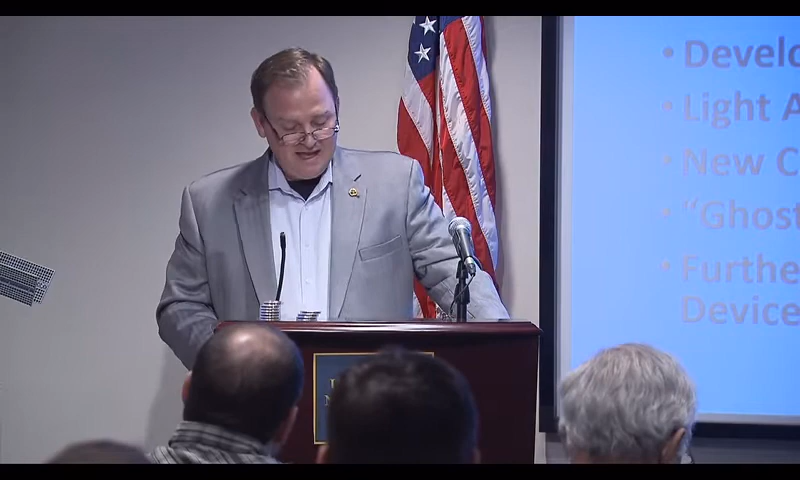 • Develo
• Light A
• New C
• “Ghost
• Furthe
Device